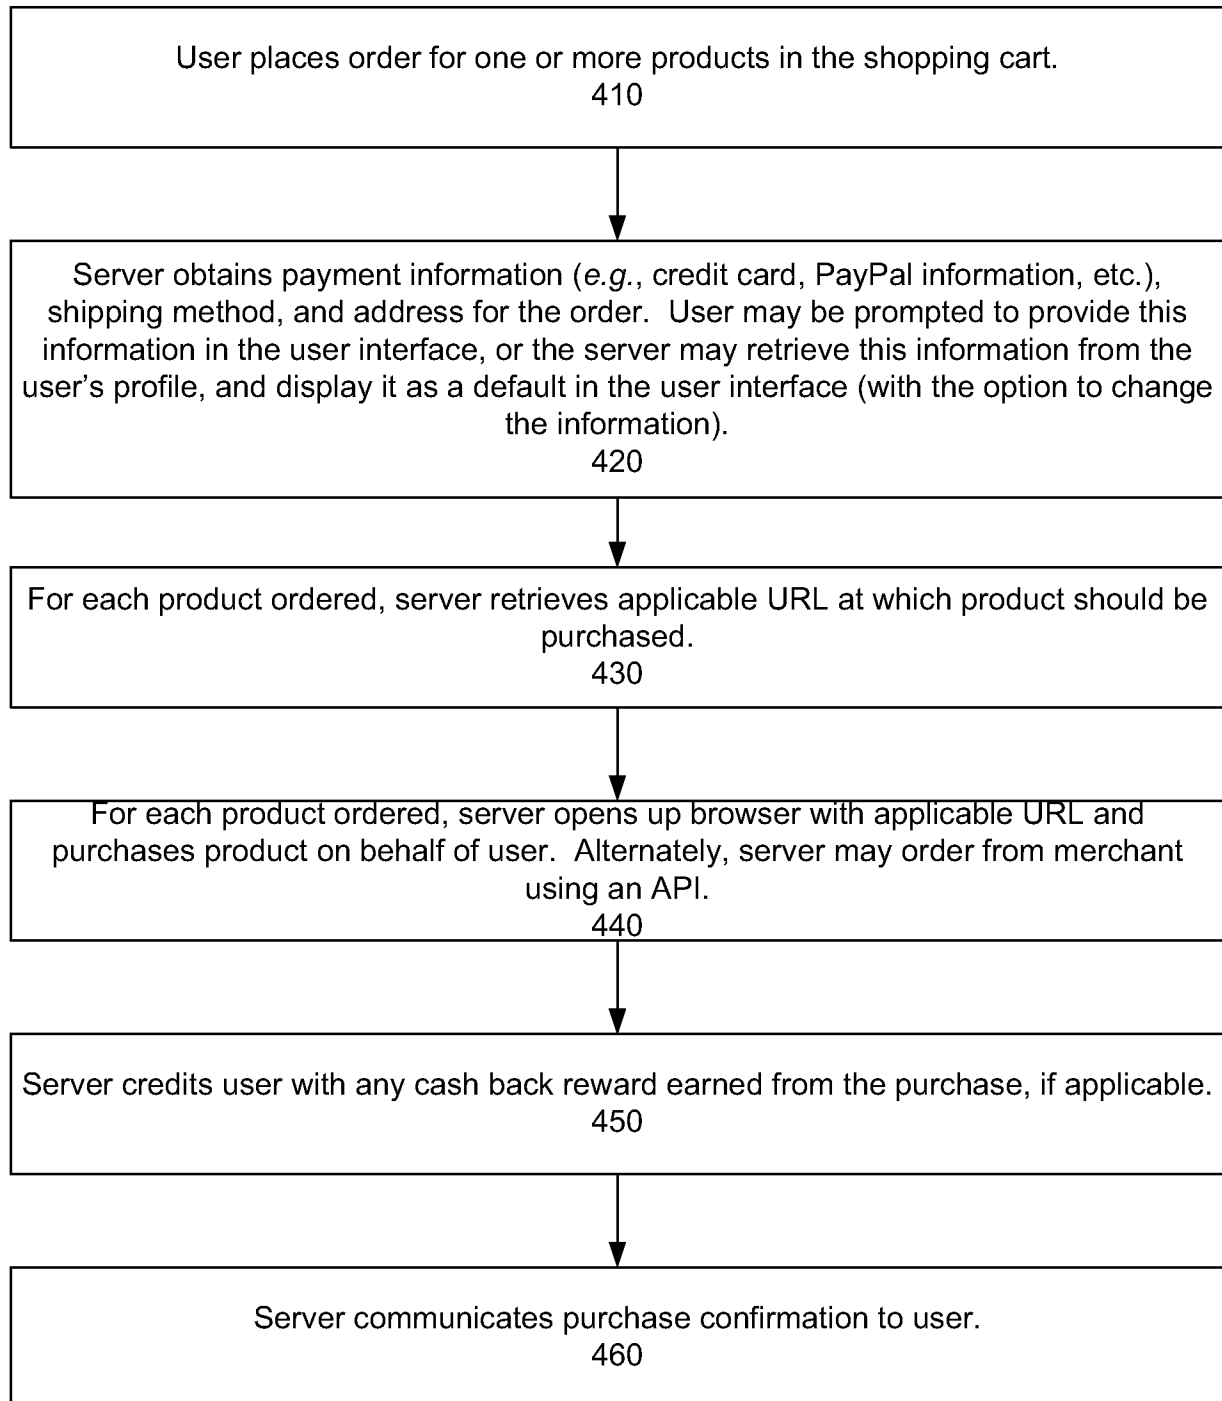 User places order for one or more products in the shopping cart.
410
Server obtains payment information (e.g., credit card, PayPal information, etc.),
shipping method, and address for the order.  User may be prompted to provide this
information in the user interface, or the server may retrieve this information from the
user's profile, and display it as a default in the user interface (with the option to change
the information).
420
For each product ordered, server retrieves applicable URL at which product should be
purchased.
430
For each product ordered, server opens up browser with applicable URL and
purchases product on behalf of user.  Alternately, server may order from merchant
using an API.
440
Server credits user with any cash back reward earned from the purchase, if applicable.
450
Server communicates purchase confirmation to user.
460